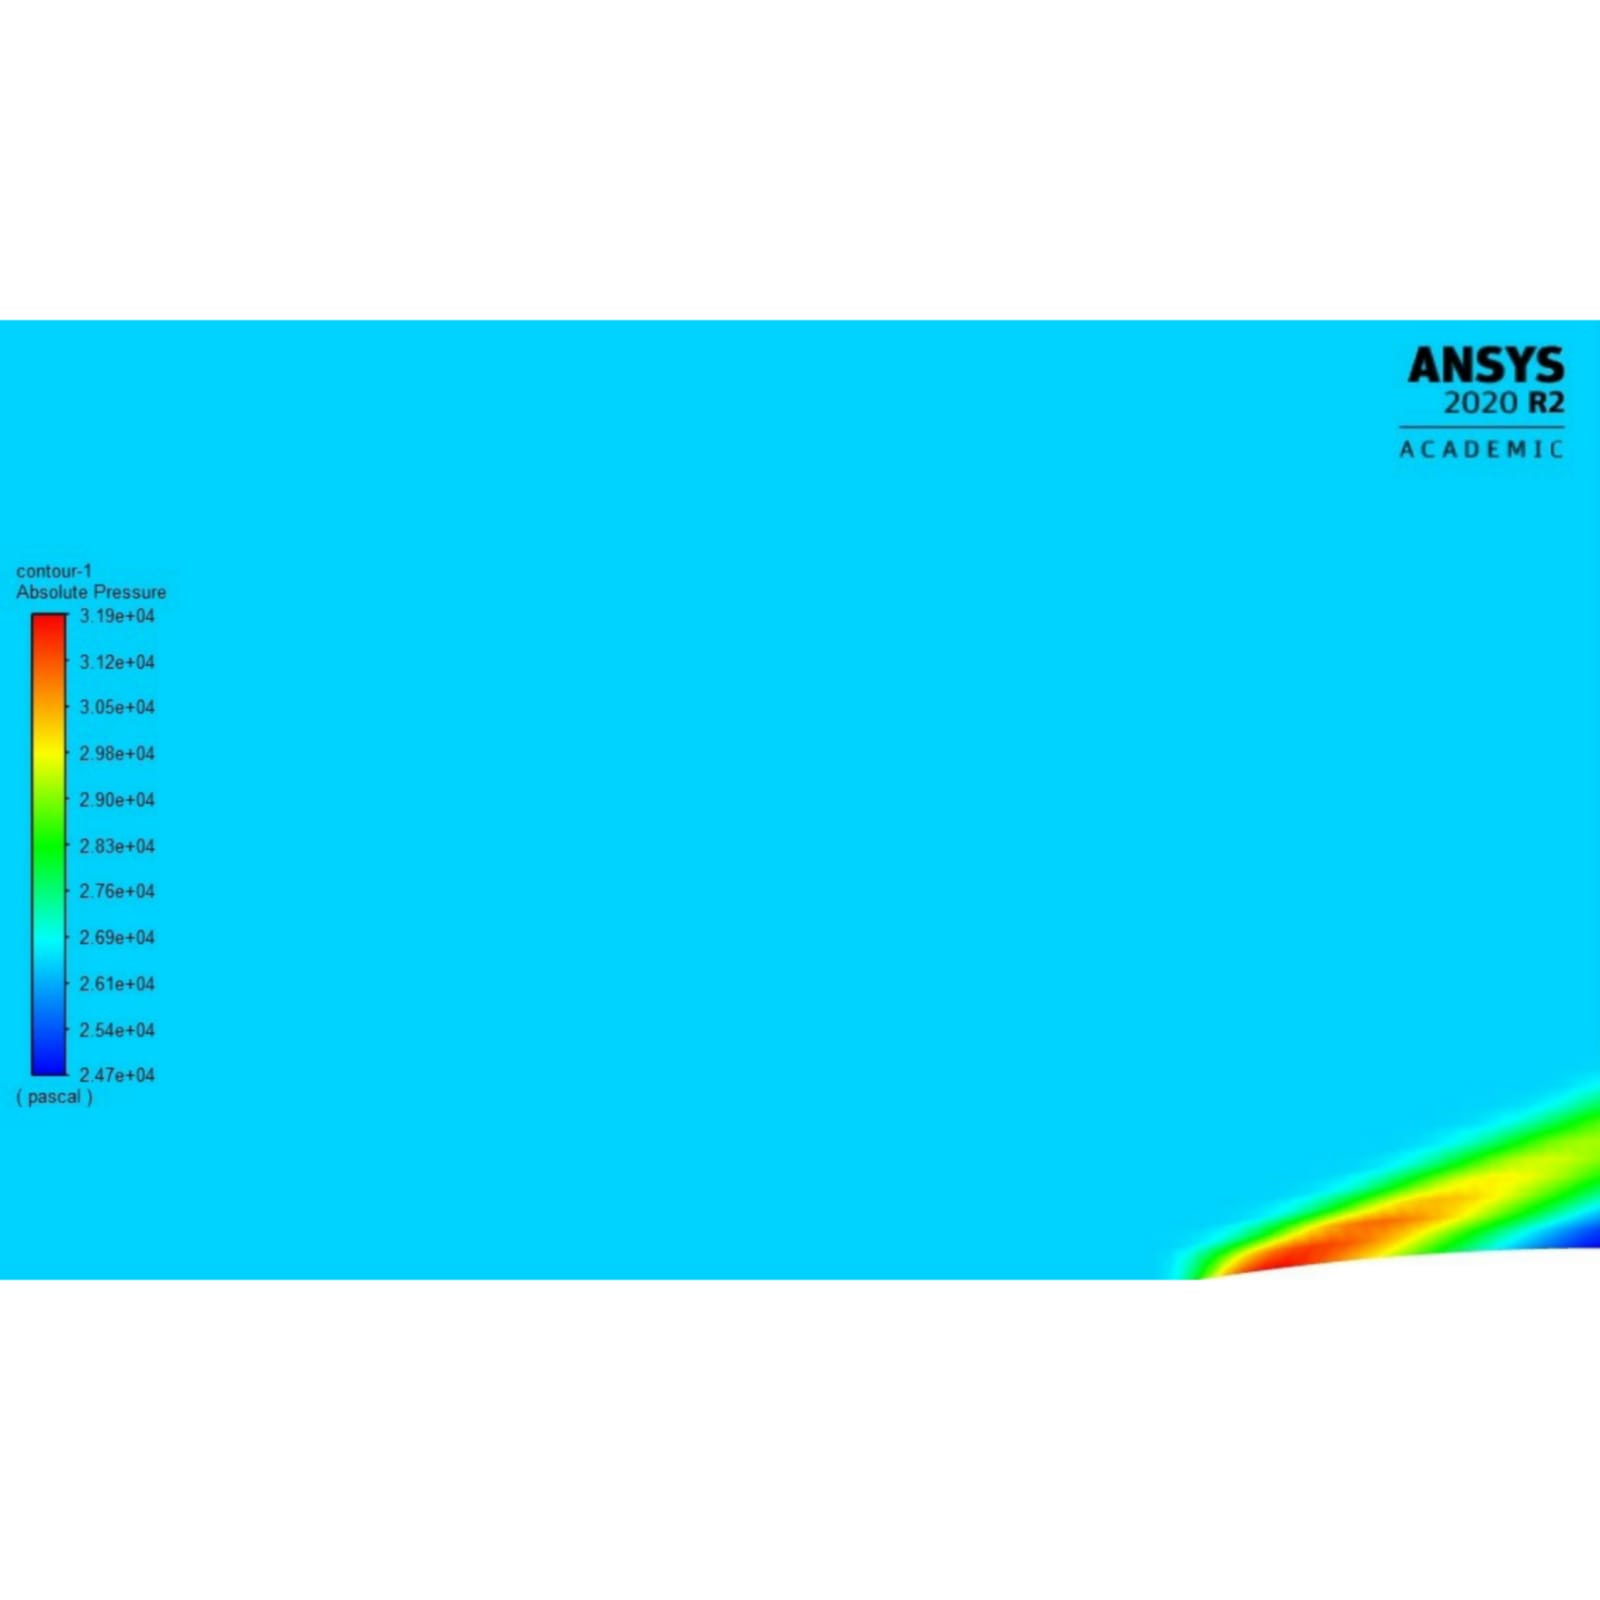 ANSYS
2020 R2
ACADEMIC
contour-1
Absolute Pressure
3.19e+04
3.12e+04
3.05e+04
2.98e+04
2.90e+04
2.83e+04
2.76e+04
2.69e+04
2.61e+04
2.54e+04
2.47e+04
( pascal )